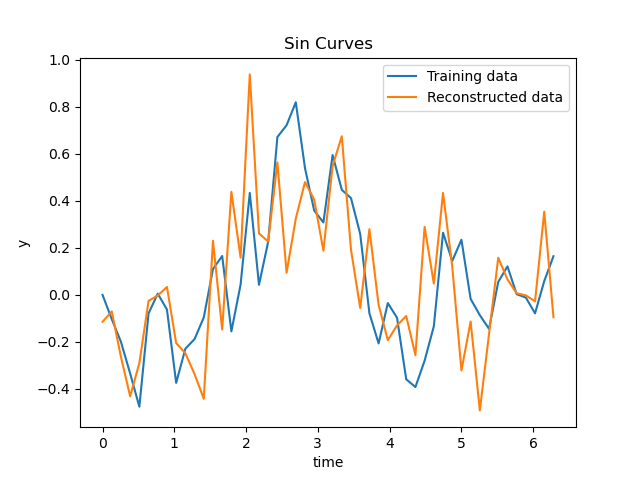 Sin Curves
Training data
Reconstructed data
y
1.0
0.8
0.6
0.4
0.2
0.0
−0.2
−0.4
0 1 2 3 4 5 6
time